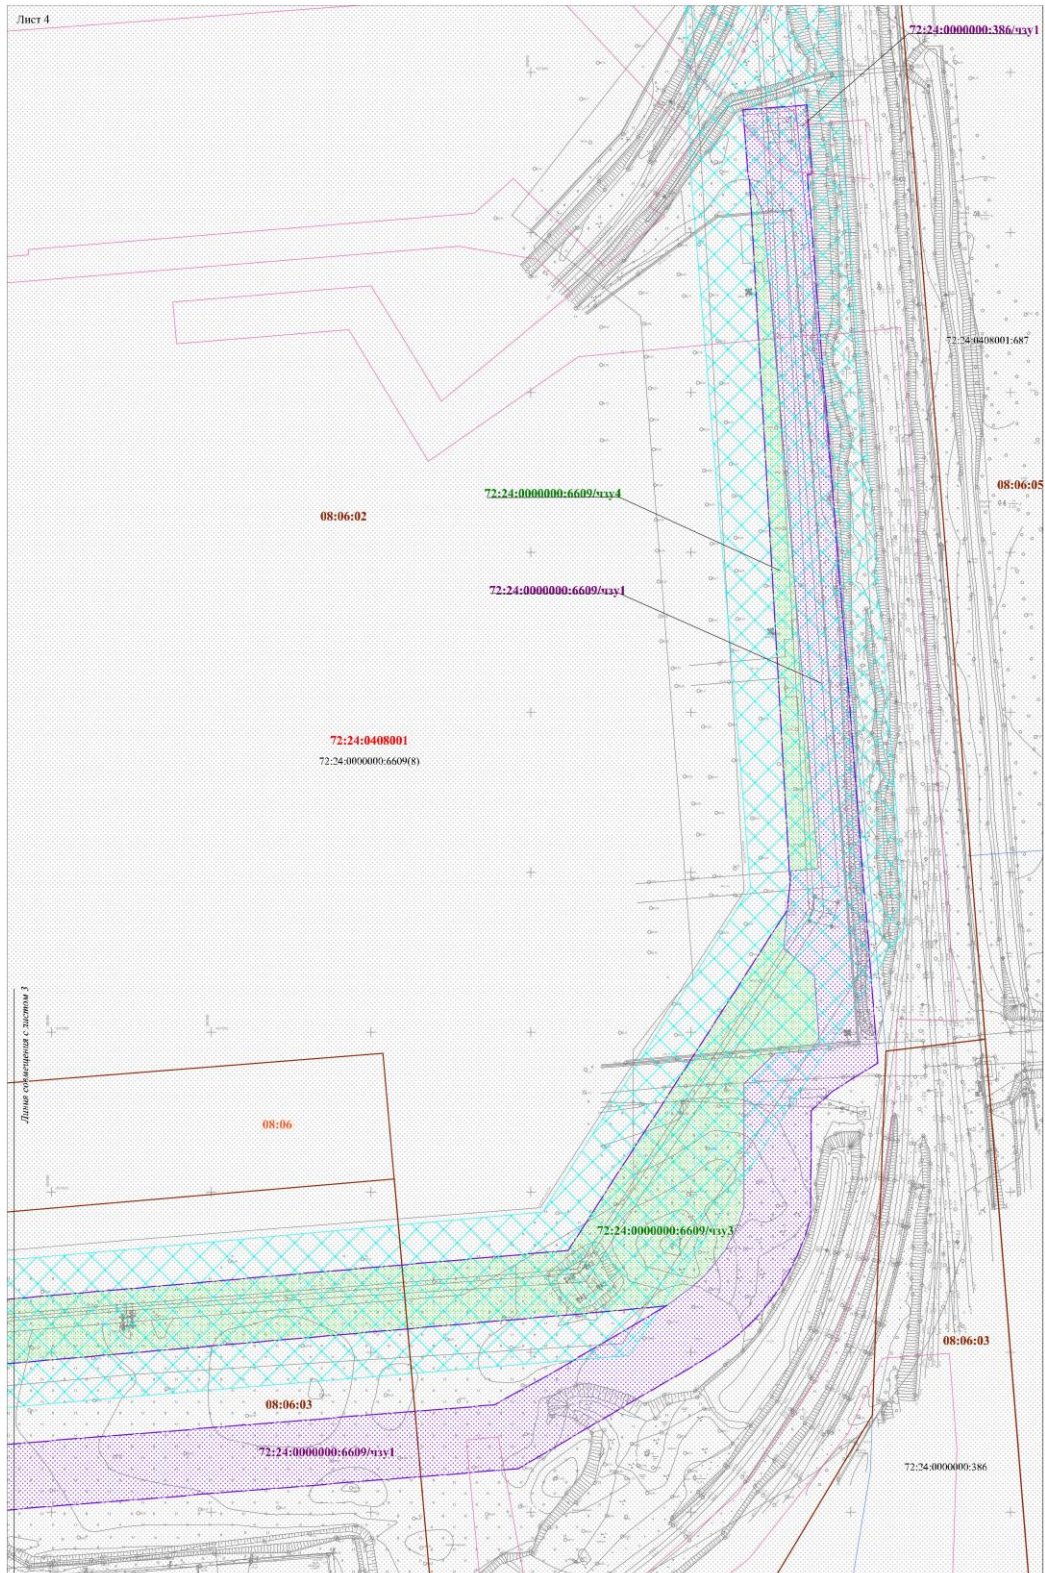 Лист 4
72:24:0000000:386/чзу1
72:24:0408001:687
08:06:05
72:24:0000000:6609/чзу4
08:06:02
72:24:0000000:6609/чзу1
72:24:0408001
72:24:0000000:6609(8)
Линия совмещения с листом 3
08:06
72:24:0000000:6609/чзу3
08:06:03
08:06:03
72:24:0000000:6609/чзу1
72:24:0000000:386